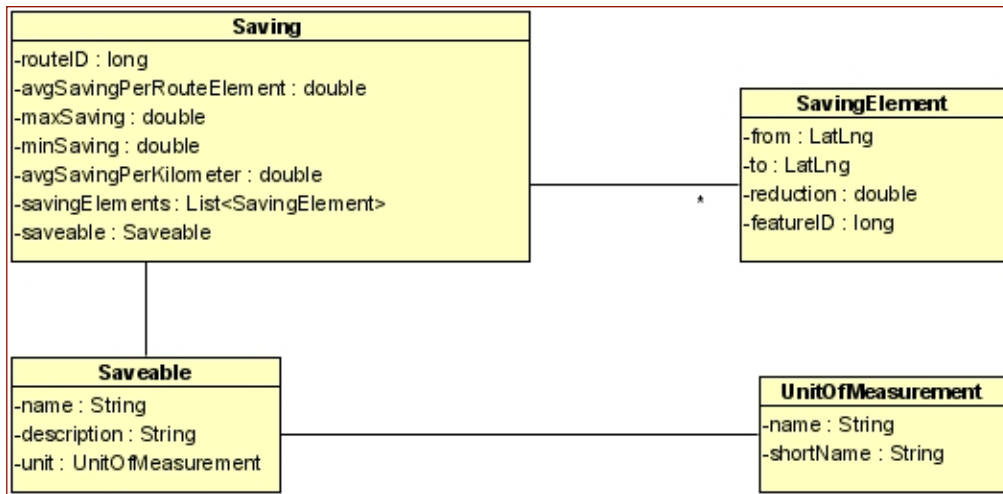 Saving
-routeID : long
-avgSavingPerRouteElement : double
-maxSaving : double
-minSaving : double
-avgSavingPerKilometer : double
-savingElements : List<SavingElement>
-saveable : Saveable
SavingElement
-from : LatLng
-to : LatLng
-reduction : double
-featureID : long
*
Saveable
-name : String
-description : String
-unit : UnitOfMeasurement
UnitOfMeasurement
-name : String
-shortName : String